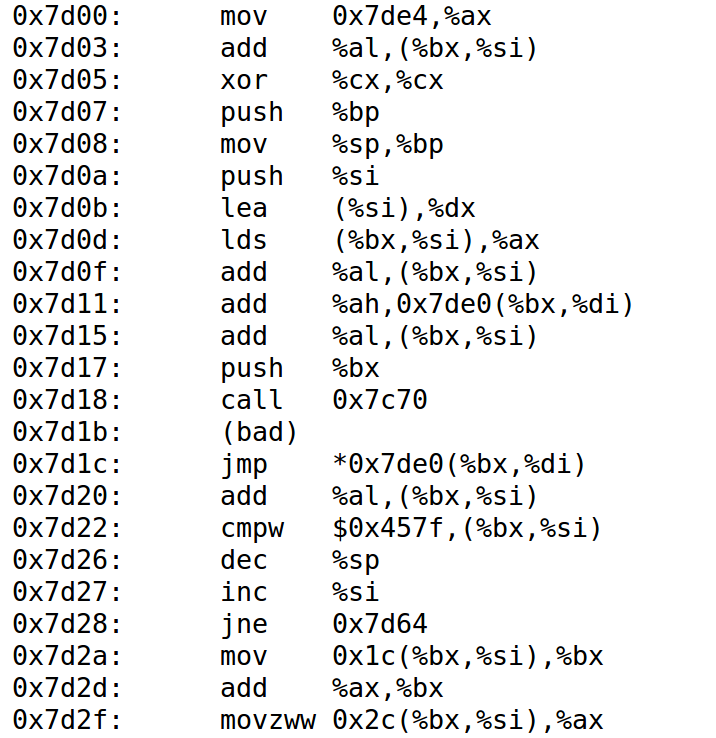 0x7d00:      mov    0x7de4,%ax
0x7d03:      add    %al,(%bx,%si)
0x7d05:      xor    %cx,%cx
0x7d07:      push   %bp
0x7d08:      mov    %sp,%bp
0x7d0a:      push   %si
0x7d0b:      lea    (%si),%dx
0x7d0d:      lds    (%bx,%si),%ax
0x7d0f:      add    %al,(%bx,%si)
0x7d11:      add    %ah,0x7de0(%bx,%di)
0x7d15:      add    %al,(%bx,%si)
0x7d17:      push   %bx
0x7d18:      call   0x7c70
0x7d1b:      (bad)
0x7d1c:      jmp    *0x7de0(%bx,%di)
0x7d20:      add    %al,(%bx,%si)
0x7d22:      cmpw   $0x457f,(%bx,%si)
0x7d26:      dec    %sp
0x7d27:      inc    %si
0x7d28:      jne    0x7d64
0x7d2a:      mov    0x1c(%bx,%si),%bx
0x7d2d:      add    %ax,%bx
0x7d2f:      movzww 0x2c(%bx,%si),%ax